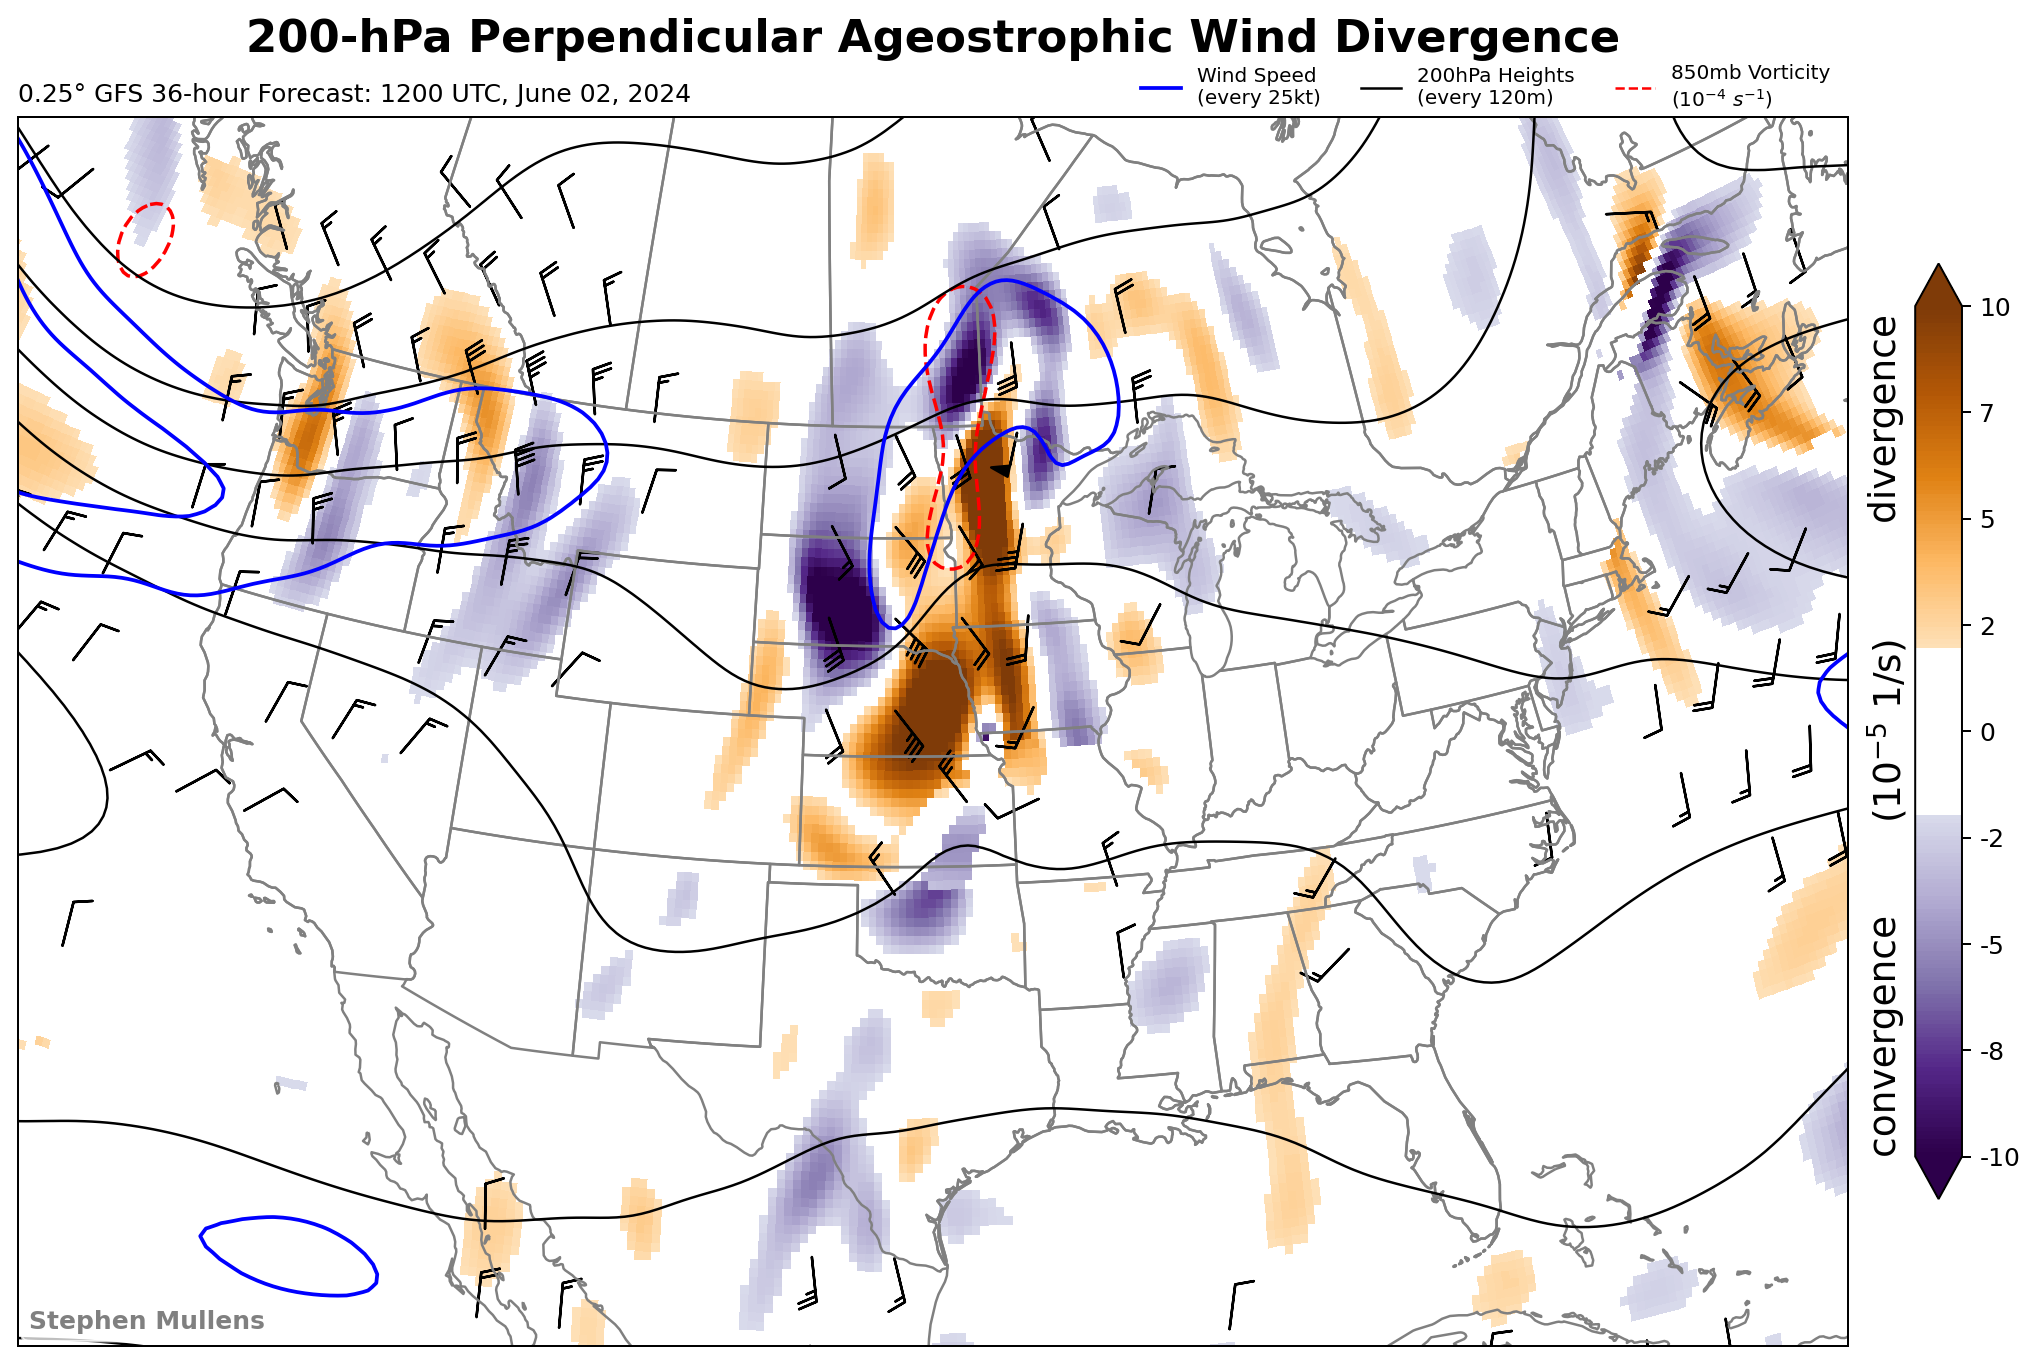 200-hPa Perpendicular Ageostrophic Wind Divergence
0.25° GFS 36-hour Forecast: 1200 UTC, June 02, 2024
Wind Speed
(every 25kt)
200hPa Heights
(every 120m)
850mb Vorticity
(10⁻⁴ s⁻¹)
10
7
5
2
0
-2
-5
-8
-10
convergence (10⁻⁵ 1/s) divergence
Stephen Mullens